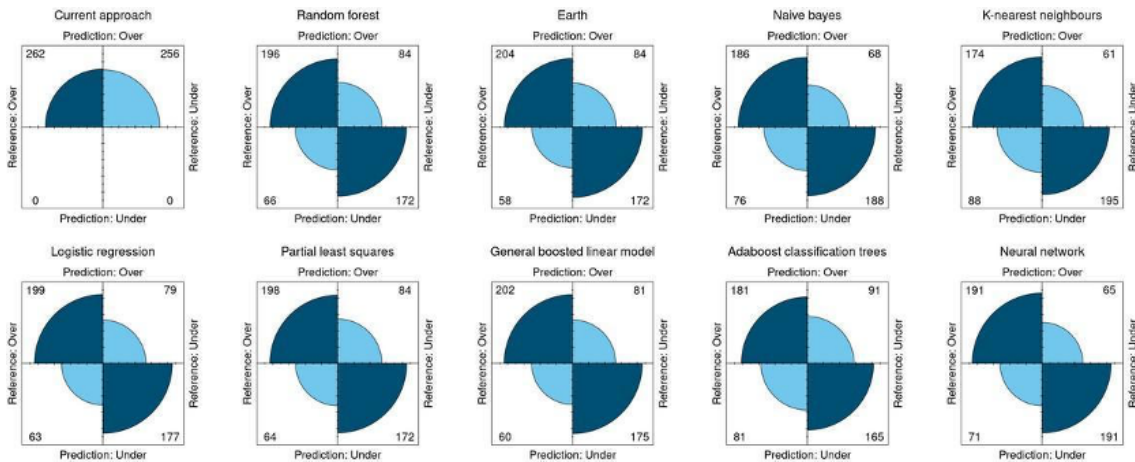 Current approach
Prediction: Over
262 256
Reference: Over
Reference: Under
0 0
Prediction: Under
Random forest
Prediction: Over
196 84
Reference: Over
Reference: Under
66 172
Prediction: Under
Earth
Prediction: Over
204 84
Reference: Over
Reference: Under
58 172
Prediction: Under
Naive bayes
Prediction: Over
186 68
Reference: Over
Reference: Under
76 188
Prediction: Under
K-nearest neighbours
Prediction: Over
174 61
Reference: Over
Reference: Under
88 195
Prediction: Under
Logistic regression
Prediction: Over
199 79
Reference: Over
Reference: Under
63 177
Prediction: Under
Partial least squares
Prediction: Over
198 84
Reference: Over
Reference: Under
64 172
Prediction: Under
General boosted linear model
Prediction: Over
202 81
Reference: Over
Reference: Under
60 175
Prediction: Under
Adaboost classification trees
Prediction: Over
181 91
Reference: Over
Reference: Under
81 165
Prediction: Under
Neural network
Prediction: Over
191 65
Reference: Over
Reference: Under
71 191
Prediction: Under